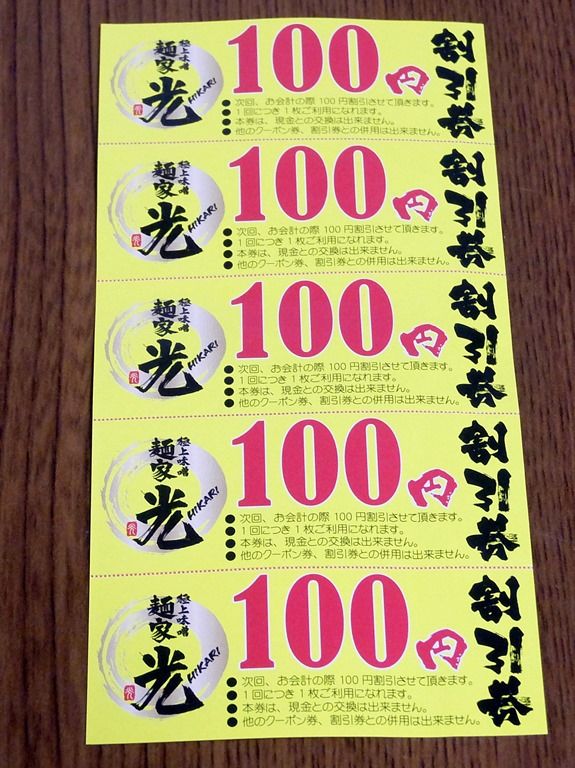 極上味噌
麺家
光
HIKARI
100円
割引券
● 次回、お会計の際 100 円割引させて頂きます。
● 1回につき 1 枚ご利用になれます。
● 本券は、現金との交換は出来ません。
● 他のクーポン券、割引券との併用は出来ません。
極上味噌
麺家
光
HIKARI
100円
割引券
● 次回、お会計の際 100 円割引させて頂きます。
● 1回につき 1 枚ご利用になれます。
● 本券は、現金との交換は出来ません。
● 他のクーポン券、割引券との併用は出来ません。
極上味噌
麺家
光
HIKARI
100円
割引券
● 次回、お会計の際 100 円割引させて頂きます。
● 1回につき 1 枚ご利用になれます。
● 本券は、現金との交換は出来ません。
● 他のクーポン券、割引券との併用は出来ません。
極上味噌
麺家
光
HIKARI
100円
割引券
● 次回、お会計の際 100 円割引させて頂きます。
● 1回につき 1 枚ご利用になれます。
● 本券は、現金との交換は出来ません。
● 他のクーポン券、割引券との併用は出来ません。
極上味噌
麺家
光
HIKARI
100円
割引券
● 次回、お会計の際 100 円割引させて頂きます。
● 1回につき 1 枚ご利用になれます。
● 本券は、現金との交換は出来ません。
● 他のクーポン券、割引券との併用は出来ません。